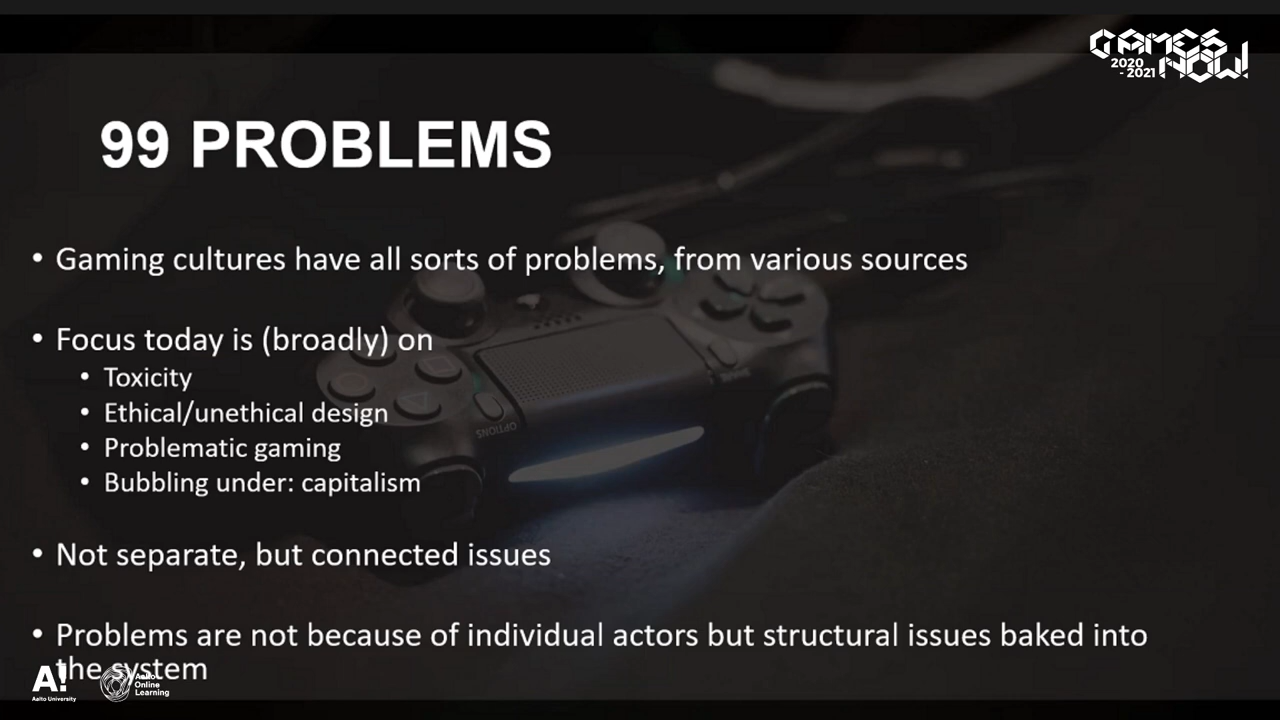 GAMES
NOW!
2020
- 2021
99 PROBLEMS
• Gaming cultures have all sorts of problems, from various sources
• Focus today is (broadly) on
• Toxicity
• Ethical/unethical design
• Problematic gaming
• Bubbling under: capitalism
OPTIONS
• Not separate, but connected issues
• Problems are not because of individual actors but structural issues baked into
the system
A!
Aalto University
Aalto
Online
Learning